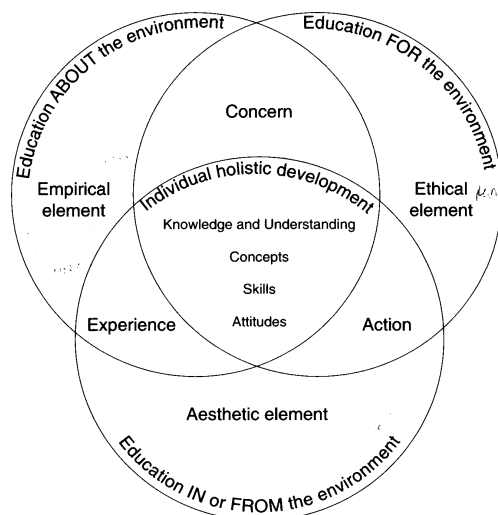 Education ABOUT the environment
Education FOR the environment
Concern
Empirical
element
Individual holistic development
Ethical
element
Knowledge and Understanding
Concepts
Skills
Attitudes
Experience
Action
Aesthetic element
Education IN or FROM the environment